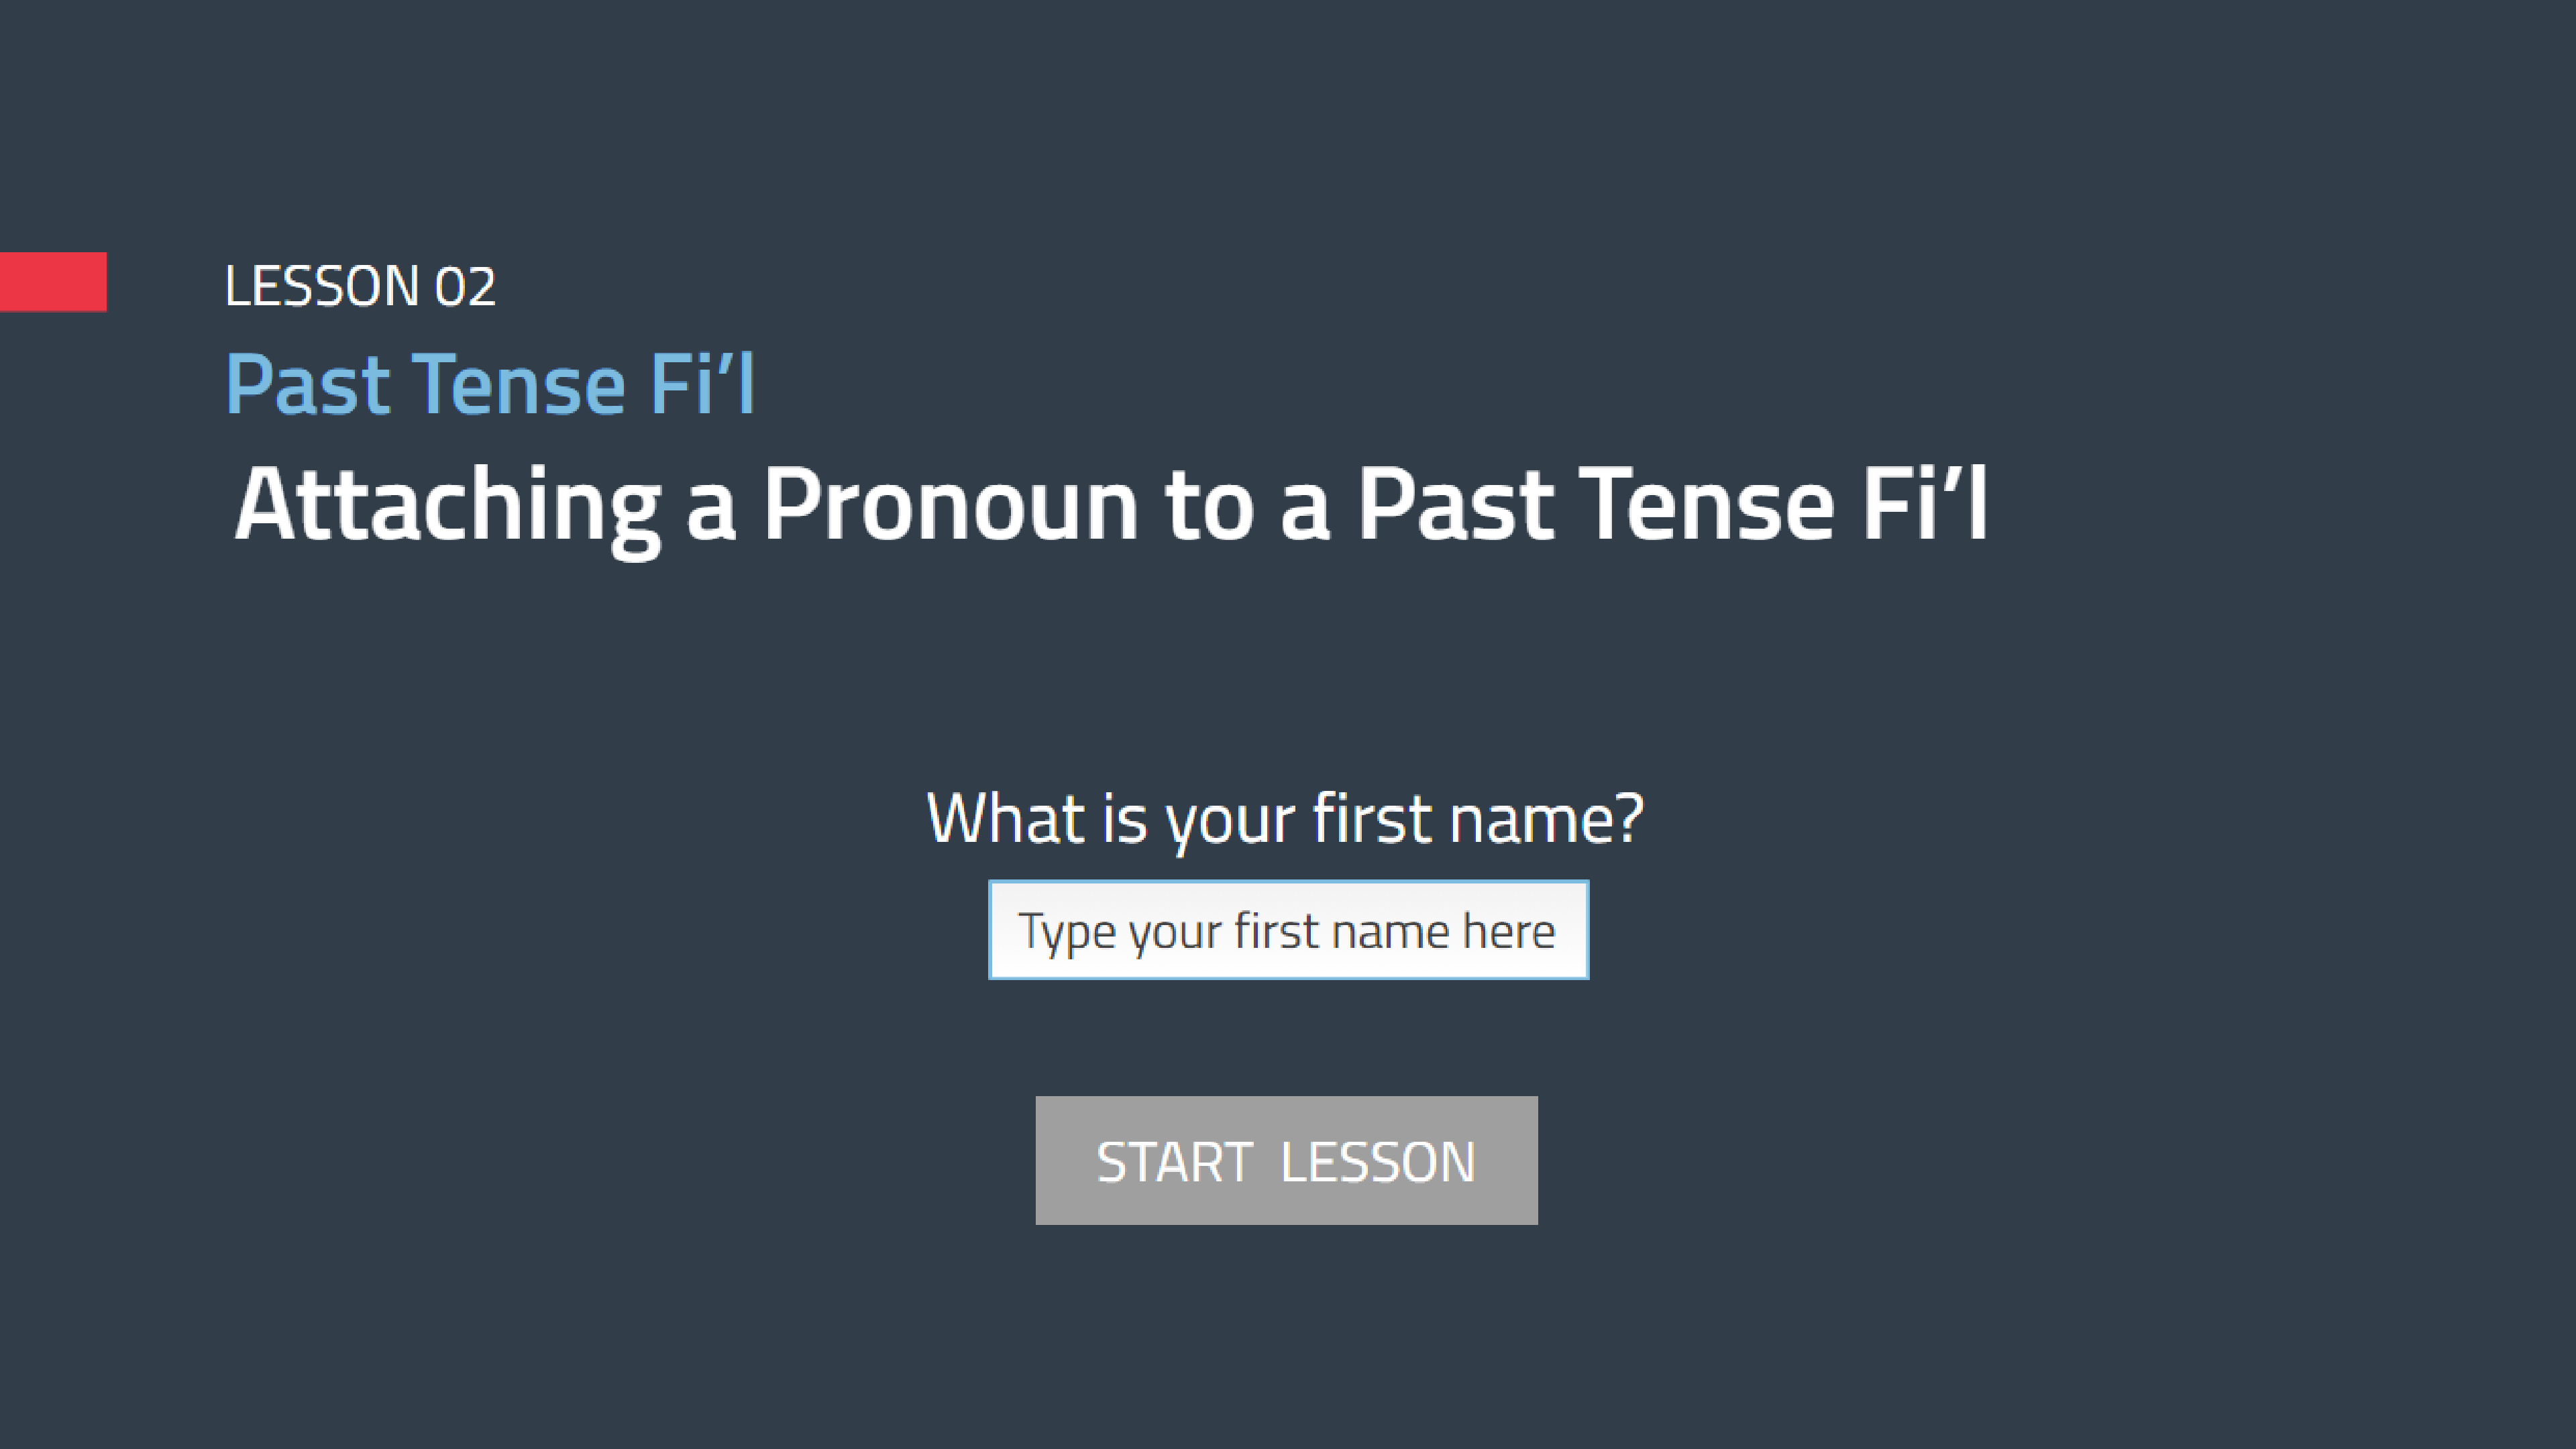 LESSON 02
Past Tense Fi’l
Attaching a Pronoun to a Past Tense Fi’l
What is your first name?
Type your first name here
START LESSON